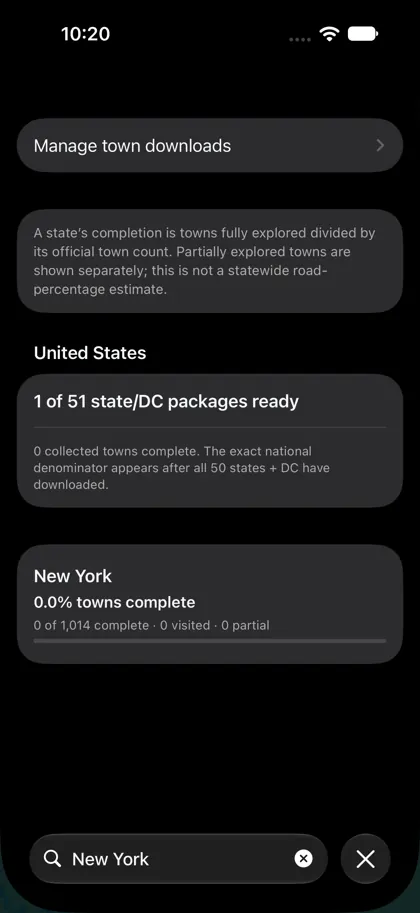 10:20
Manage town downloads
A state's completion is towns fully explored divided by
its official town count. Partially explored towns are
shown separately; this is not a statewide road-
percentage estimate.
United States
1 of 51 state/DC packages ready
0 collected towns complete. The exact national
denominator appears after all 50 states + DC have
downloaded.
New York
0.0% towns complete
0 of 1,014 complete · 0 visited · 0 partial
New York